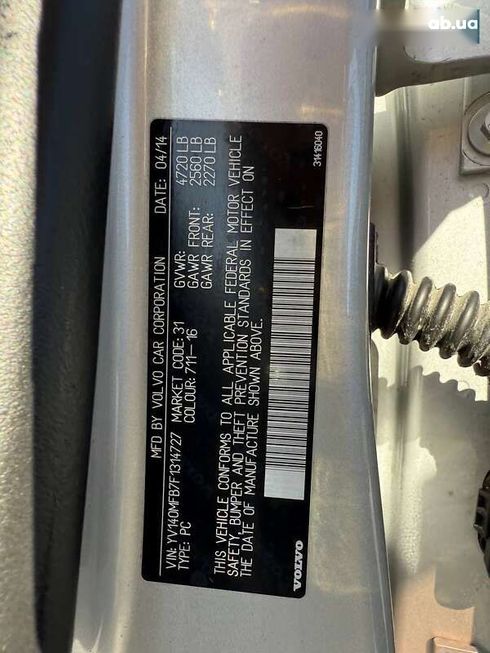 ab.ua
MFD BY VOLVO CAR CORPORATION DATE: 04/14
VIN: YV140MFB7F1314727 MARKET CODE: 31 GVWR: 4720 LB
TYPE: PC COLOUR: 711-16 GAWR FRONT: 2560 LB
GAWR REAR: 2270 LB
THIS VEHICLE CONFORMS TO ALL APPLICABLE FEDERAL MOTOR VEHICLE
SAFETY, BUMPER AND THEFT PREVENTION STANDARDS IN EFFECT ON
THE DATE OF MANUFACTURE SHOWN ABOVE.
VOLVO 31416040